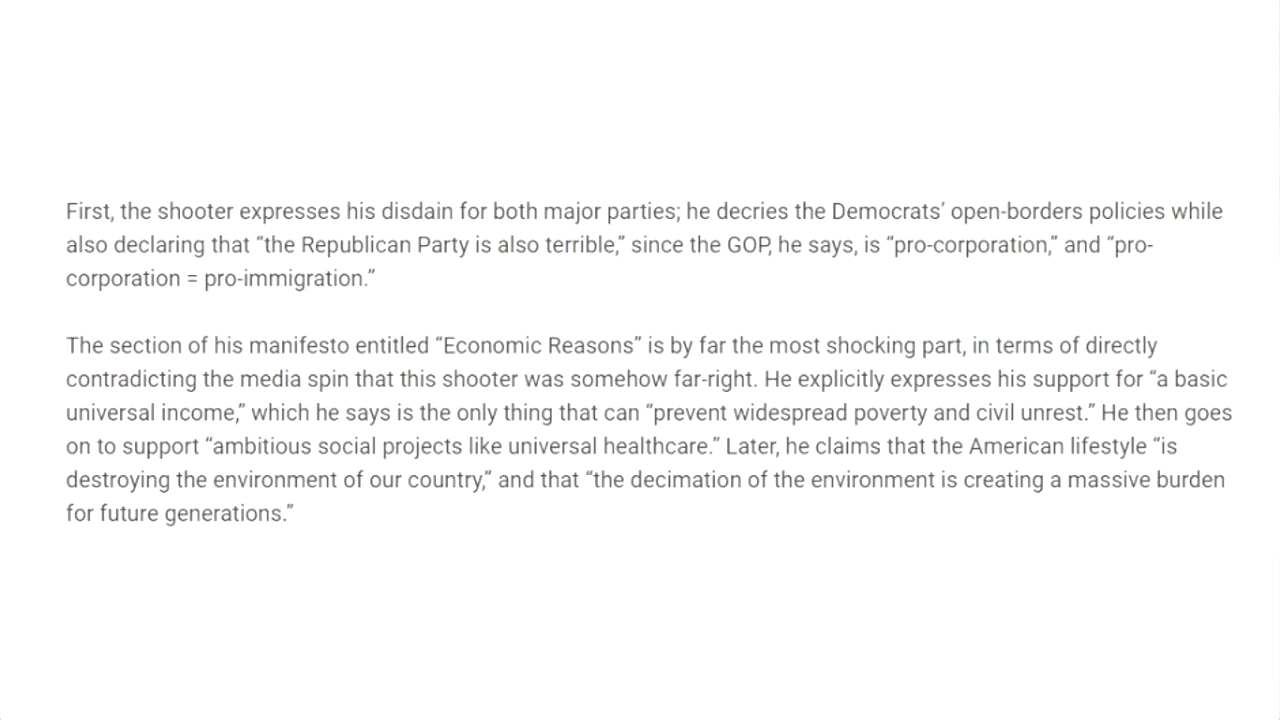 First, the shooter expresses his disdain for both major parties; he decries the Democrats’ open-borders policies while
also declaring that “the Republican Party is also terrible,” since the GOP, he says, is “pro-corporation,” and “pro-
corporation = pro-immigration.”
The section of his manifesto entitled “Economic Reasons” is by far the most shocking part, in terms of directly
contradicting the media spin that this shooter was somehow far-right. He explicitly expresses his support for “a basic
universal income,” which he says is the only thing that can “prevent widespread poverty and civil unrest.” He then goes
on to support “ambitious social projects like universal healthcare.” Later, he claims that the American lifestyle “is
destroying the environment of our country,” and that “the decimation of the environment is creating a massive burden
for future generations.”